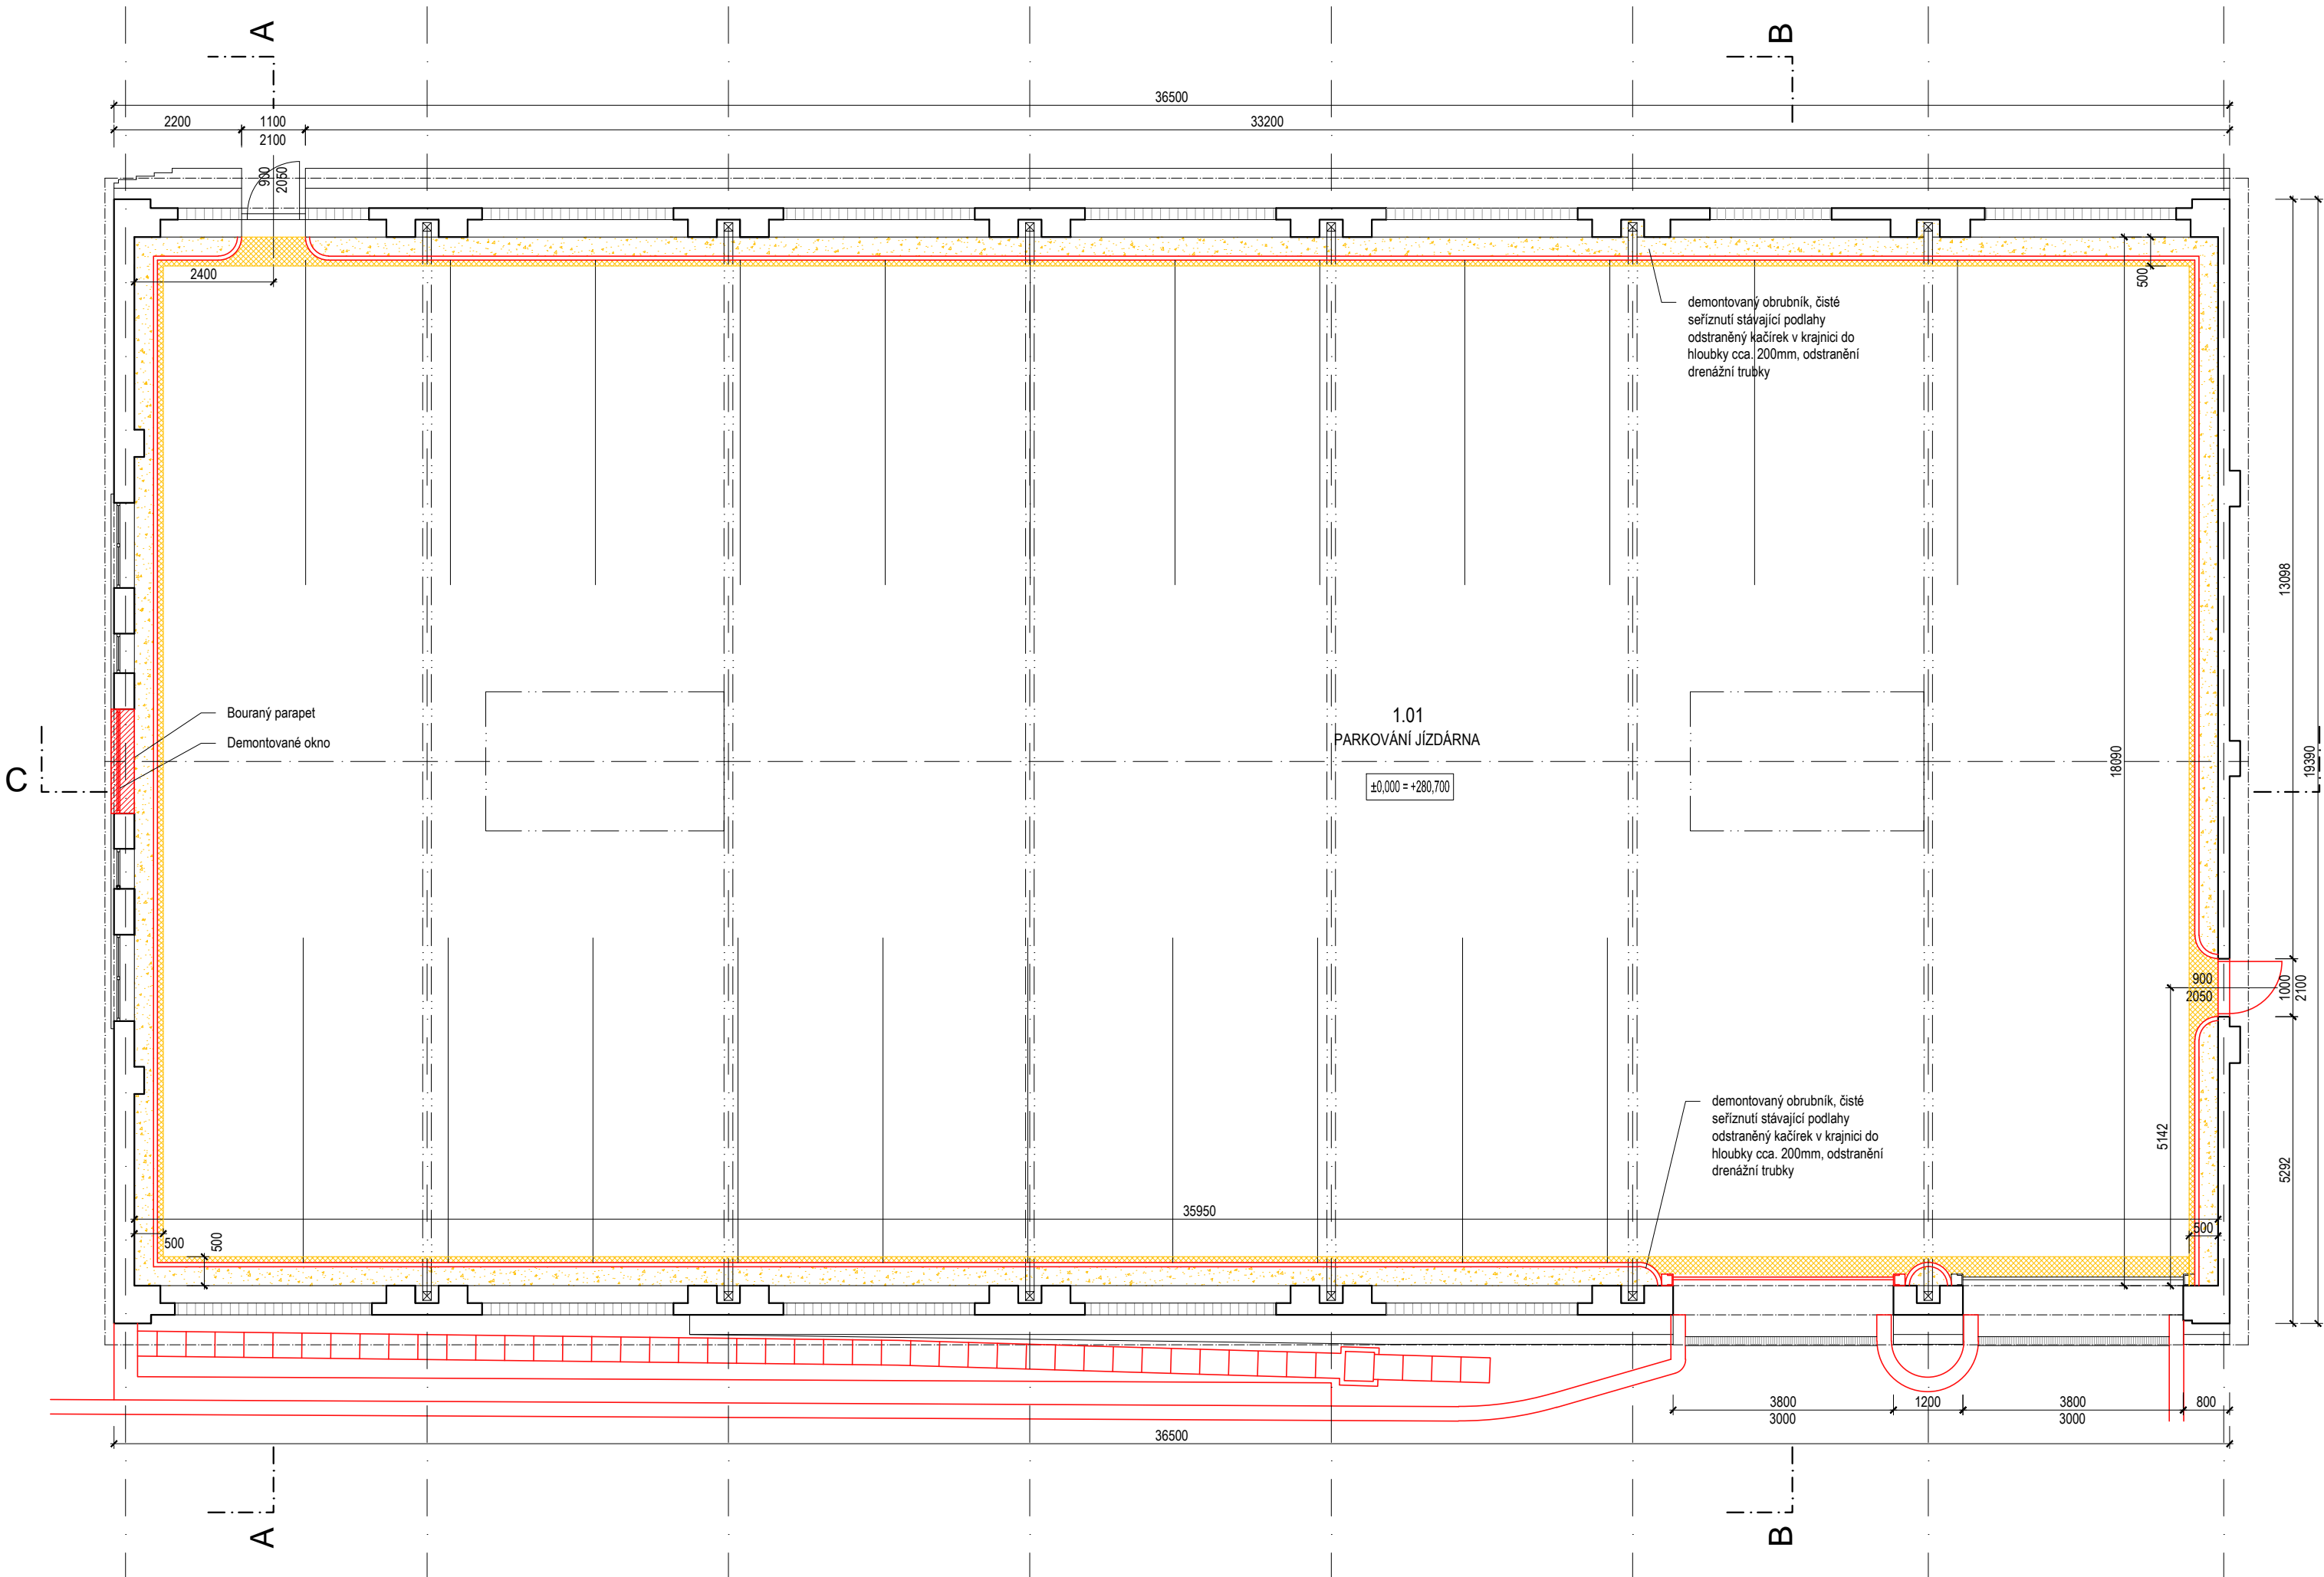 A
B
36500
2200
1100
2100
33200
950
2050
2400
500
demontovaný obrubník, čisté
seříznutí stávající podlahy
odstraněný kačírek v krajnici do
hloubky cca. 200mm, odstranění
drenážní trubky
13098
Bouraný parapet
Demontované okno
1.01
PARKOVÁNÍ JÍZDÁRNA
±0,000 = +280,700
C
18090
19390
900
2050
1000
2100
demontovaný obrubník, čisté
seříznutí stávající podlahy
odstraněný kačírek v krajnici do
hloubky cca. 200mm, odstranění
drenážní trubky
5142
5292
35950
500
500
500
3800
3000
1200
3800
3000
800
36500
A
B